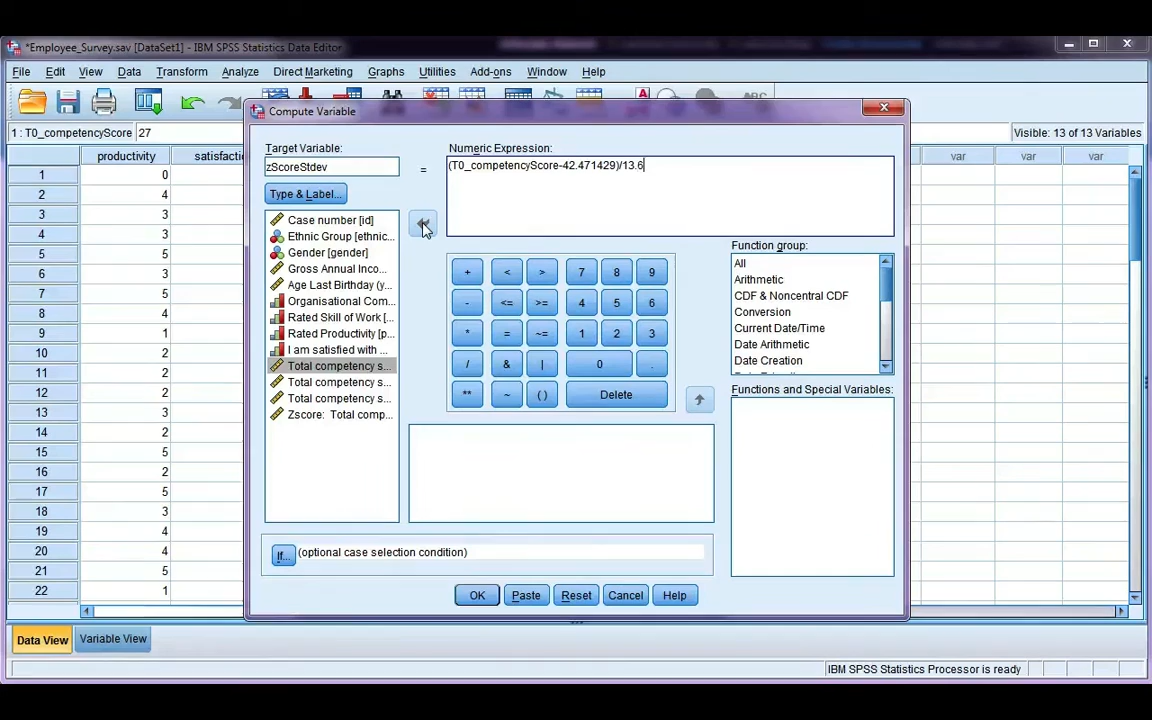 *Employee_Survey.sav [DataSet1] - IBM SPSS Statistics Data Editor
File Edit View Data Transform Analyze Direct Marketing Graphs Utilities Add-ons Window Help
Compute Variable
1 : T0_competencyScore 27
Visible: 13 of 13 Variables
Target Variable:
Numeric Expression:
zScoreStdev
=
(T0_competencyScore-42.471429)/13.6
Type & Label...
Case number [id]
Ethnic Group [ethnic...
Gender [gender]
Gross Annual Inco...
Age Last Birthday (y...
Organisational Com...
Rated Skill of Work [...
Rated Productivity [p...
I am satisfied with ...
Total competency s...
Total competency s...
Total competency s...
Zscore: Total comp...
+ < > 7 8 9
- <= >= 4 5 6
* = ~= 1 2 3
/ & | 0 .
** ~ ( ) Delete
Function group:
All
Arithmetic
CDF & Noncentral CDF
Conversion
Current Date/Time
Date Arithmetic
Date Creation
Functions and Special Variables:
If...
(optional case selection condition)
OK Paste Reset Cancel Help
productivity satisfactio
var var var
1 0
2 4
3 3
4 3
5 5
6 3
7 5
8 4
9 1
10 2
11 2
12 2
13 3
14 2
15 5
16 2
17 5
18 3
19 4
20 4
21 5
22 1
Data View Variable View
IBM SPSS Statistics Processor is ready